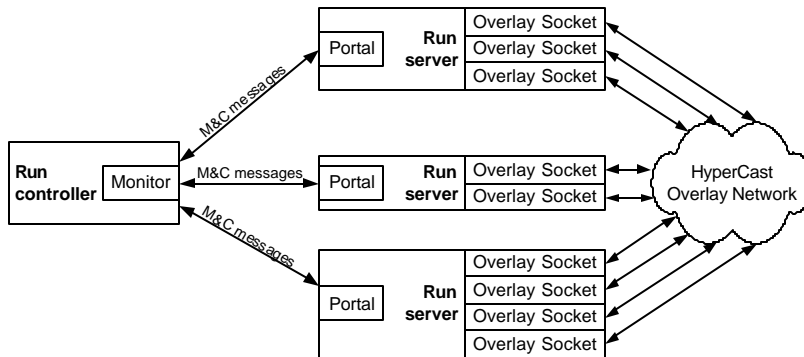 Overlay Socket
Portal
Run
server
Overlay Socket
Overlay Socket
M&C messages
Run
controller
Monitor
M&C messages
Portal
Run
server
Overlay Socket
Overlay Socket
HyperCast
Overlay Network
M&C messages
Overlay Socket
Portal
Run
server
Overlay Socket
Overlay Socket
Overlay Socket